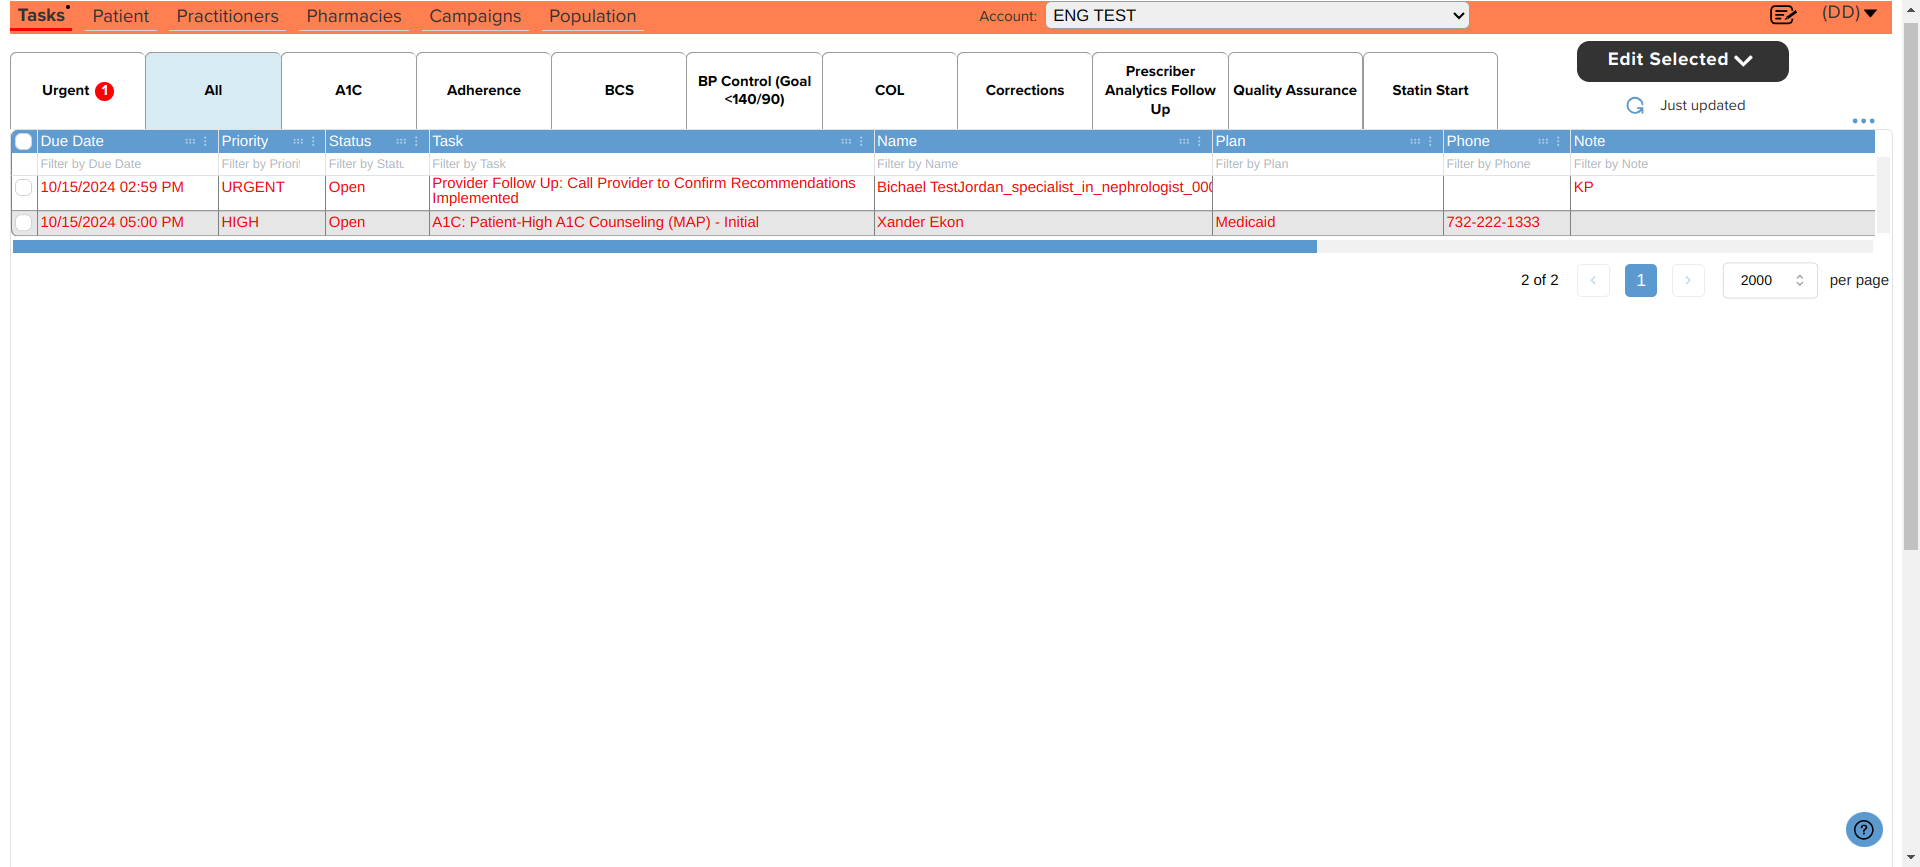 Tasks Patient Practitioners Pharmacies Campaigns Population Account: ENG TEST (DD)
Urgent 1 All A1C Adherence BCS BP Control (Goal <140/90) COL Corrections Prescriber Analytics Follow Up Quality Assurance Statin Start
Edit Selected
Just updated
Due Date Priority Status Task Name Plan Phone Note
Filter by Due Date Filter by Priori Filter by Statu Filter by Task Filter by Name Filter by Plan Filter by Phone Filter by Note
10/15/2024 02:59 PM URGENT Open Provider Follow Up: Call Provider to Confirm Recommendations Implemented Bichael TestJordan_specialist_in_nephrologist_000 KP
10/15/2024 05:00 PM HIGH Open A1C: Patient-High A1C Counseling (MAP) - Initial Xander Ekon Medicaid 732-222-1333
2 of 2 1 2000 per page